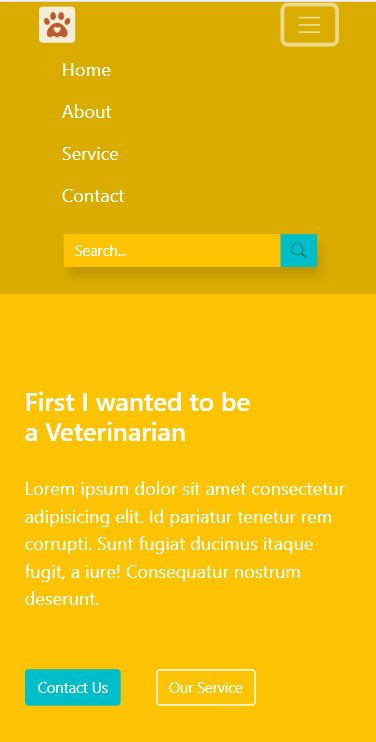 Home
About
Service
Contact
Search...
First I wanted to be
a Veterinarian
Lorem ipsum dolor sit amet consectetur
adipisicing elit. Id pariatur tenetur rem
corrupti. Sunt fugiat ducimus itaque
fugit, a iure! Consequatur nostrum
deserunt.
Contact Us
Our Service